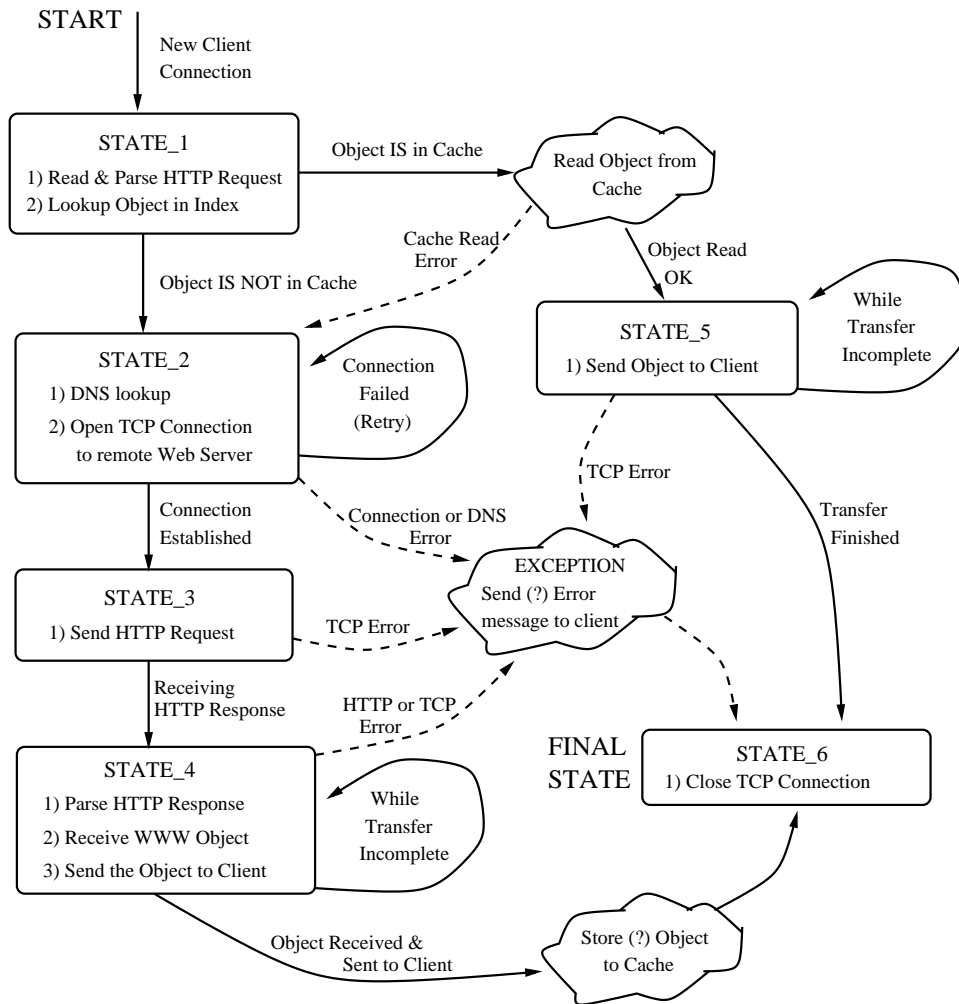 START
New Client
Connection
STATE_1
1) Read & Parse HTTP Request
2) Lookup Object in Index
Object IS in Cache
Read Object from
Cache
Cache Read
Error
Object Read
OK
Object IS NOT in Cache
STATE_2
1) DNS lookup
2) Open TCP Connection
to remote Web Server
Connection
Failed
(Retry)
STATE_5
1) Send Object to Client
While
Transfer
Incomplete
TCP Error
Connection
Established
Connection or DNS
Error
Transfer
Finished
EXCEPTION
Send (?) Error
message to client
STATE_3
1) Send HTTP Request
TCP Error
Receiving
HTTP Response
HTTP or TCP
Error
STATE_4
1) Parse HTTP Response
2) Receive WWW Object
3) Send the Object to Client
While
Transfer
Incomplete
FINAL
STATE
STATE_6
1) Close TCP Connection
Object Received &
Sent to Client
Store (?) Object
to Cache